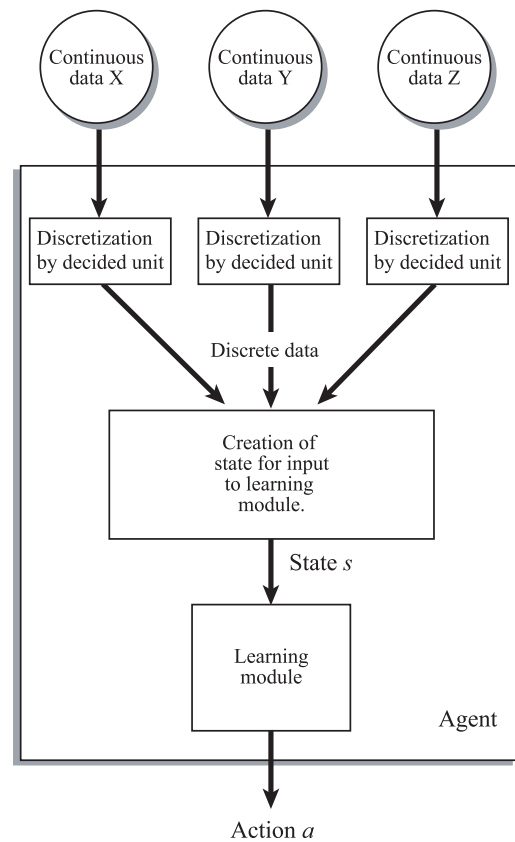 Continuous
data X
Continuous
data Y
Continuous
data Z
Discretization
by decided unit
Discretization
by decided unit
Discretization
by decided unit
Discrete data
Creation of
state for input
to learning
module.
State s
Learning
module
Agent
Action a